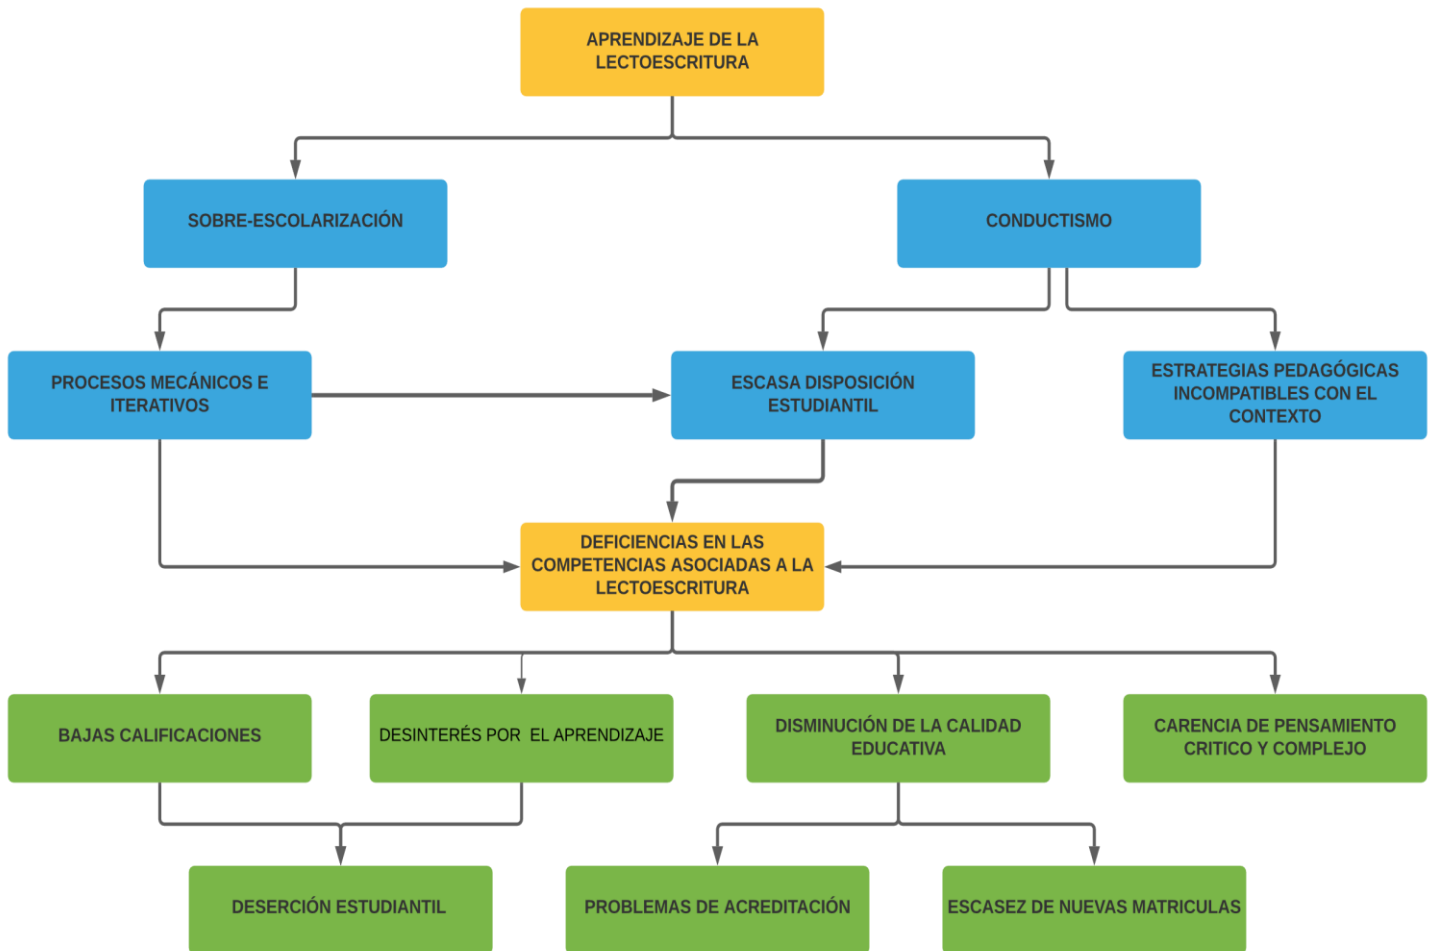 APRENDIZAJE DE LA
LECTOESCRITURA
SOBRE-ESCOLARIZACIÓN
CONDUCTISMO
PROCESOS MECÁNICOS E
ITERATIVOS
ESCASA DISPOSICIÓN
ESTUDIANTIL
ESTRATEGIAS PEDAGÓGICAS
INCOMPATIBLES CON EL
CONTEXTO
DEFICIENCIAS EN LAS
COMPETENCIAS ASOCIADAS A LA
LECTOESCRITURA
BAJAS CALIFICACIONES
DESINTERÉS POR EL APRENDIZAJE
DISMINUCIÓN DE LA CALIDAD
EDUCATIVA
CARENCIA DE PENSAMIENTO
CRITICO Y COMPLEJO
DESERCIÓN ESTUDIANTIL
PROBLEMAS DE ACREDITACIÓN
ESCASEZ DE NUEVAS MATRICULAS